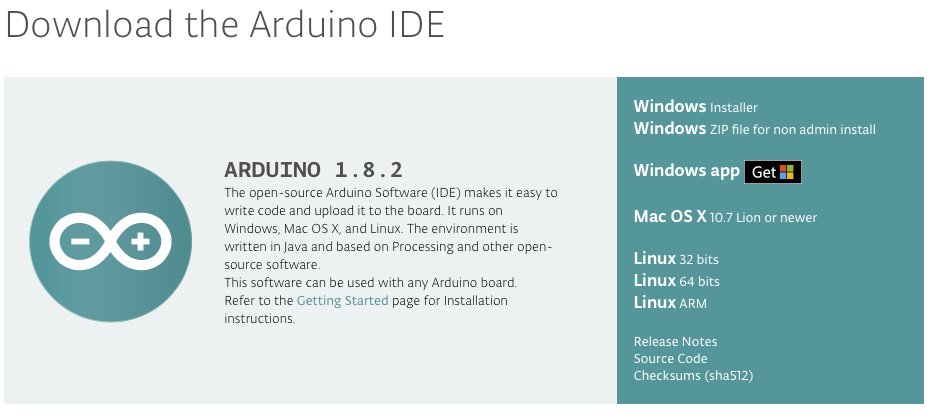 Download the Arduino IDE
ARDUINO 1.8.2
The open-source Arduino Software (IDE) makes it easy to
write code and upload it to the board. It runs on
Windows, Mac OS X, and Linux. The environment is
written in Java and based on Processing and other open-
source software.
This software can be used with any Arduino board.
Refer to the Getting Started page for Installation
instructions.
Windows Installer
Windows ZIP file for non admin install
Windows app Get
Mac OS X 10.7 Lion or newer
Linux 32 bits
Linux 64 bits
Linux ARM
Release Notes
Source Code
Checksums (sha512)